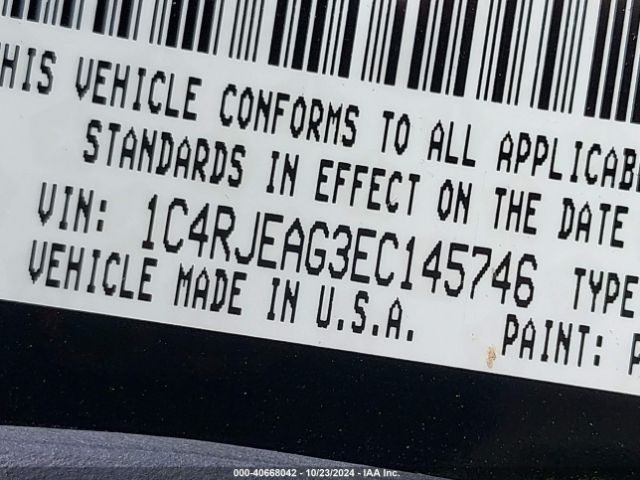 HIS VEHICLE CONFORMS TO ALL APPLICAB
STANDARDS IN EFFECT ON THE DATE
VIN: 1C4RJEAG3EC145746 TYPE
VEHICLE MADE IN U.S.A. PAINT: P
000-40668042 - 10/23/2024 - IAA Inc.